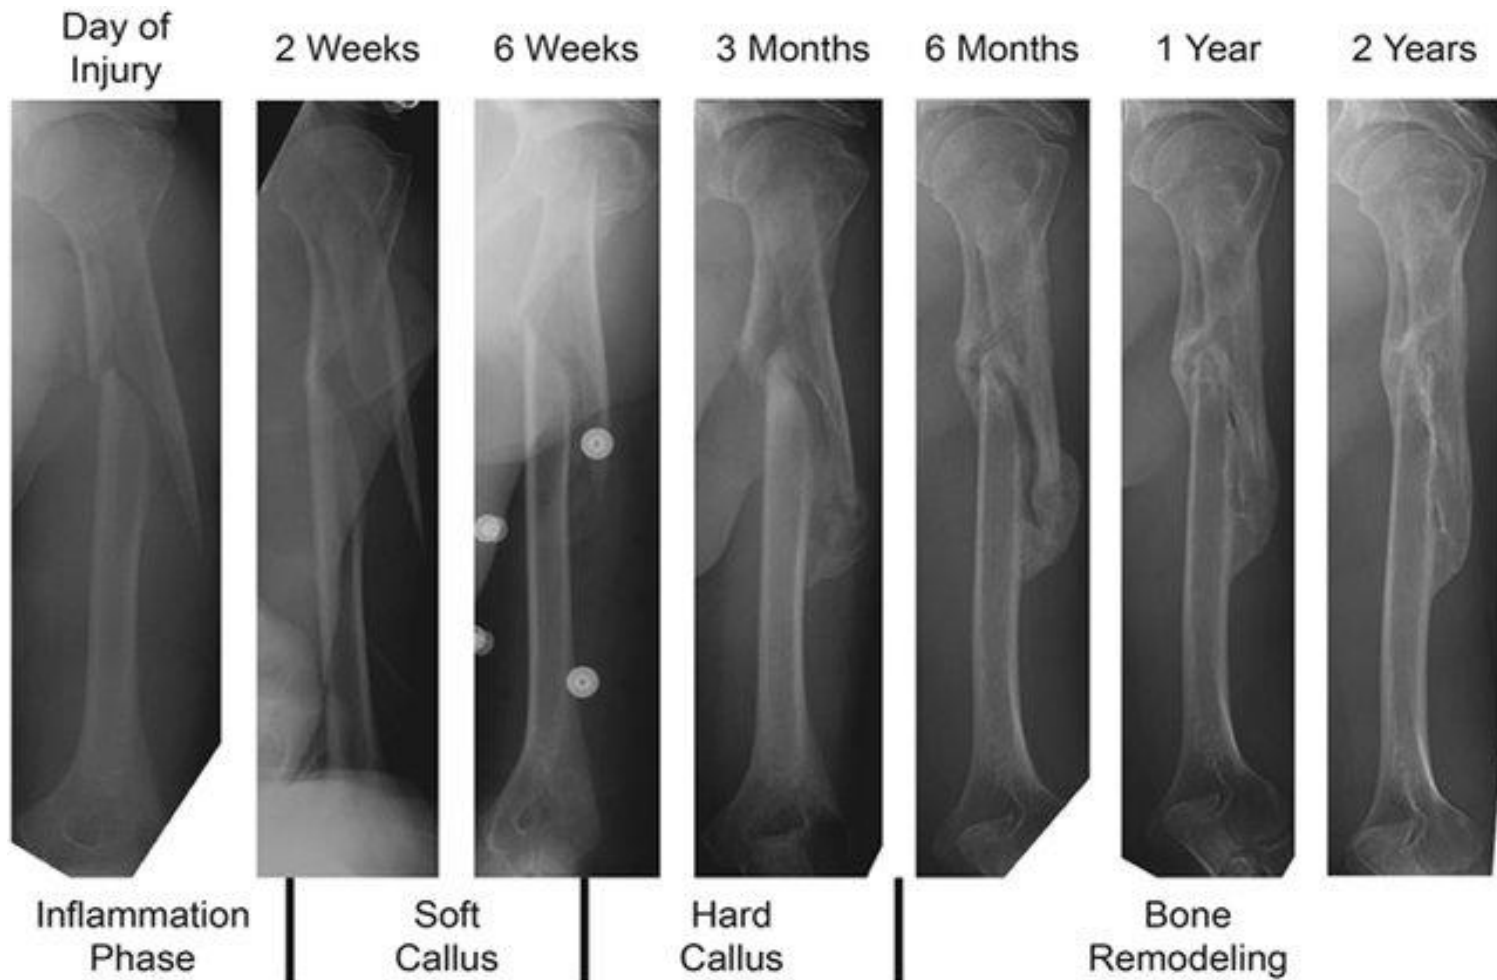 Day of
Injury
2 Weeks
6 Weeks
3 Months
6 Months
1 Year
2 Years
Inflammation
Phase
Soft
Callus
Hard
Callus
Bone
Remodeling